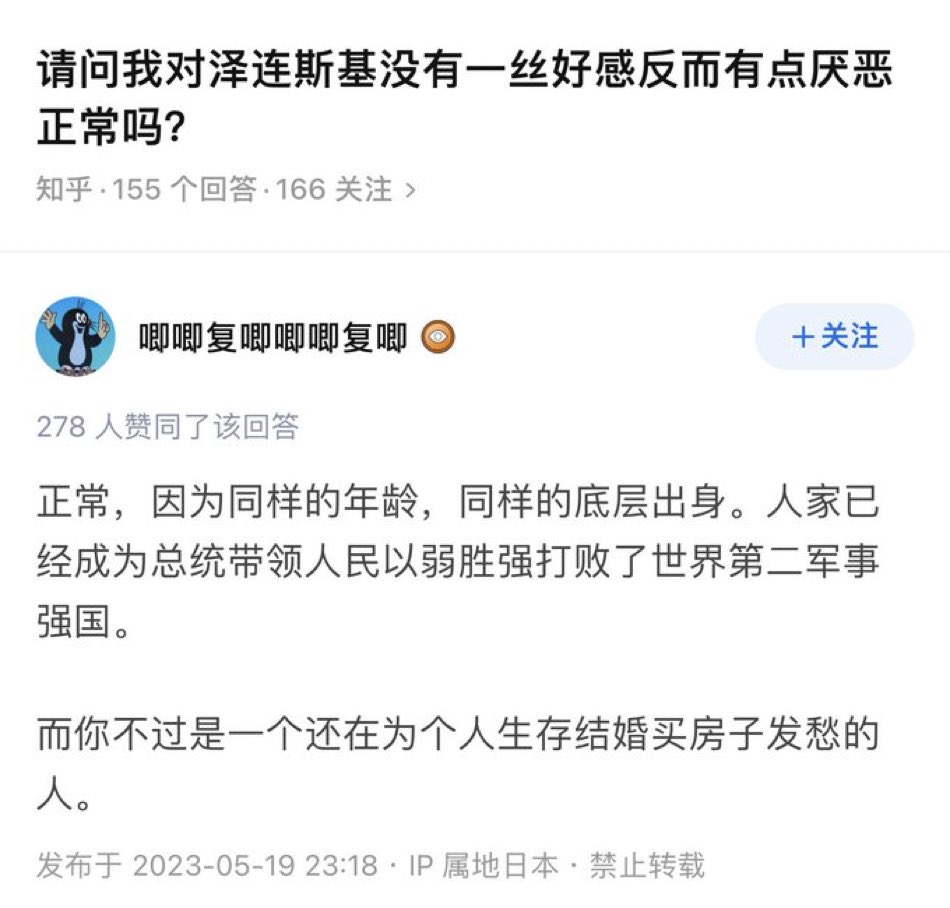 请问我对泽连斯基没有一丝好感反而有点厌恶
正常吗?
知乎·155 个回答·166 关注 >
唧唧复唧唧唧复唧
+关注
278 人赞同了该回答
正常，因为同样的年龄，同样的底层出身。人家已
经成为总统带领人民以弱胜强打败了世界第二军事
强国。
而你不过是一个还在为个人生存结婚买房子发愁的
人。
发布于 2023-05-19 23:18 · IP 属地日本 · 禁止转载